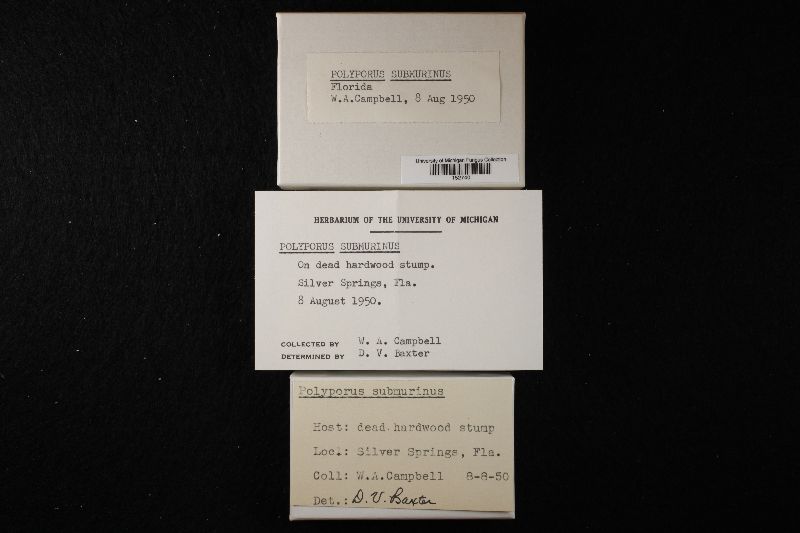 POLYPORUS SUBMURINUS
Florida
W.A.Campbell, 8 Aug 1950
University of Michigan Fungus Collection
152740
HERBARIUM OF THE UNIVERSITY OF MICHIGAN
POLYPORUS SUBMURINUS
On dead hardwood stump.
Silver Springs, Fla.
8 August 1950.
COLLECTED BY W. A. Campbell
DETERMINED BY D. V. Baxter
Polyporus submurinus
Host: dead hardwood stump
Locl: Silver Springs, Fla.
Coll: W.A.Campbell 8-8-50
Det.: D. V. Baxter